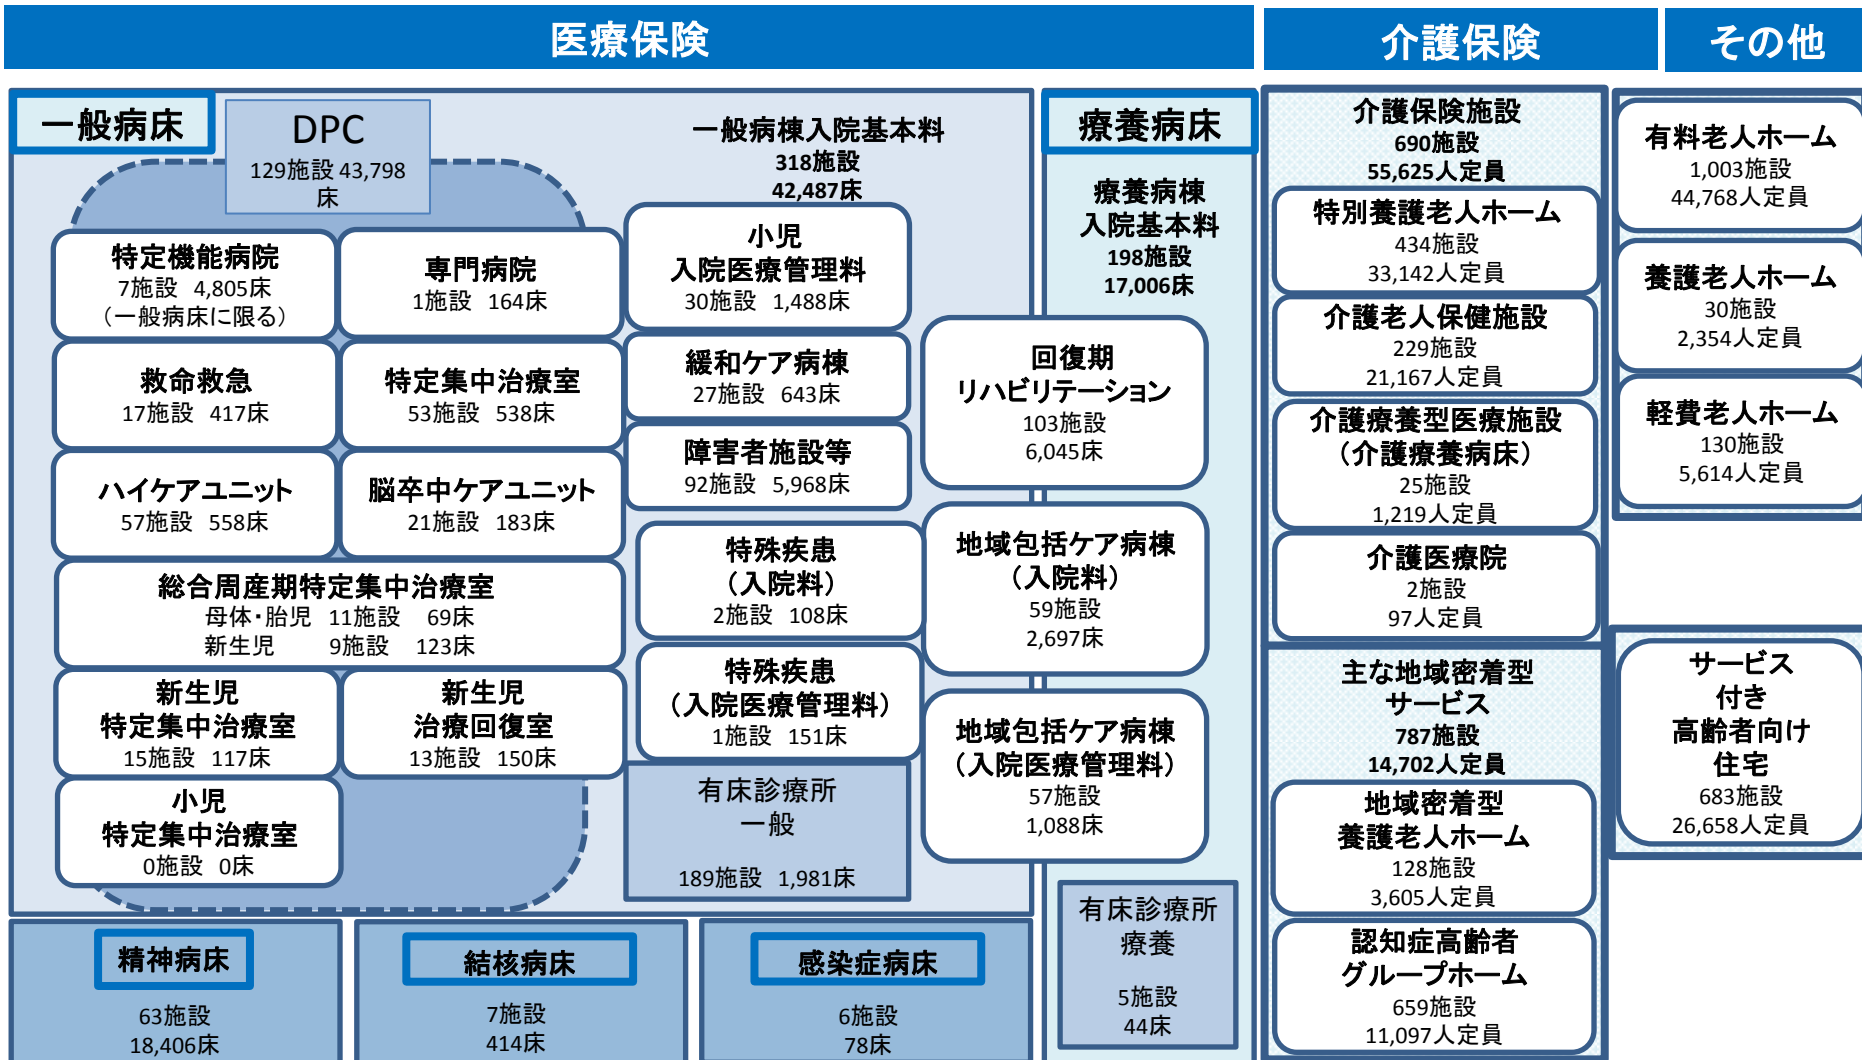 医療保険
介護保険
その他
一般病床
DPC
129施設 43,798
床
一般病棟入院基本料
318施設
42,487床
特定機能病院
7施設 4,805床
（一般病床に限る）
専門病院
1施設 164床
小児
入院医療管理料
30施設 1,488床
救命救急
17施設 417床
特定集中治療室
53施設 538床
緩和ケア病棟
27施設 643床
ハイケアユニット
57施設 558床
脳卒中ケアユニット
21施設 183床
障害者施設等
92施設 5,968床
総合周産期特定集中治療室
母体・胎児 11施設 69床
新生児 9施設 123床
特殊疾患
（入院料）
2施設 108床
新生児
特定集中治療室
15施設 117床
新生児
治療回復室
13施設 150床
特殊疾患
（入院医療管理料）
1施設 151床
小児
特定集中治療室
0施設 0床
有床診療所
一般
189施設 1,981床
療養病床
療養病棟
入院基本料
198施設
17,006床
回復期
リハビリテーション
103施設
6,045床
地域包括ケア病棟
（入院料）
59施設
2,697床
地域包括ケア病棟
（入院医療管理料）
57施設
1,088床
有床診療所
療養
5施設
44床
精神病床
63施設
18,406床
結核病床
7施設
414床
感染症病床
6施設
78床
介護保険施設
690施設
55,625人定員
特別養護老人ホーム
434施設
33,142人定員
介護老人保健施設
229施設
21,167人定員
介護療養型医療施設
（介護療養病床）
25施設
1,219人定員
介護医療院
2施設
97人定員
主な地域密着型
サービス
787施設
14,702人定員
地域密着型
養護老人ホーム
128施設
3,605人定員
認知症高齢者
グループホーム
659施設
11,097人定員
有料老人ホーム
1,003施設
44,768人定員
養護老人ホーム
30施設
2,354人定員
軽費老人ホーム
130施設
5,614人定員
サービス
付き
高齢者向け
住宅
683施設
26,658人定員